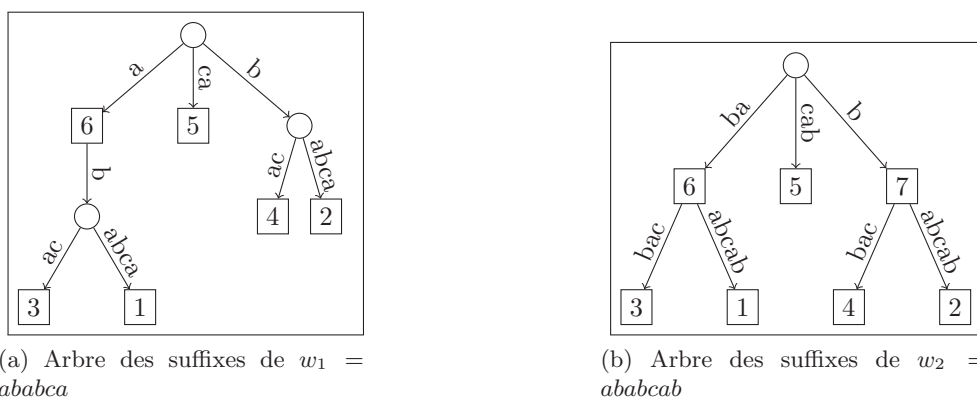 a
ca
b
6
5
b
ac
abca
4
2
ac
abca
3
1
(a) Arbre des suffixes de w₁ =
ababca
ba
cab
b
6
5
7
bac
abcab
bac
abcab
3
1
4
2
(b) Arbre des suffixes de w₂ =
ababcab